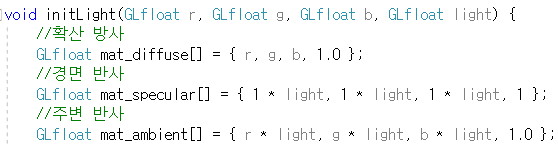 void initLight(GLfloat r, GLfloat g, GLfloat b, GLfloat light) {
//확산 방사
GLfloat mat_diffuse[] = { r, g, b, 1.0 };
//경면 반사
GLfloat mat_specular[] = { 1 * light, 1 * light, 1 * light, 1 };
//주변 반사
GLfloat mat_ambient[] = { r * light, g * light, b * light, 1.0 };